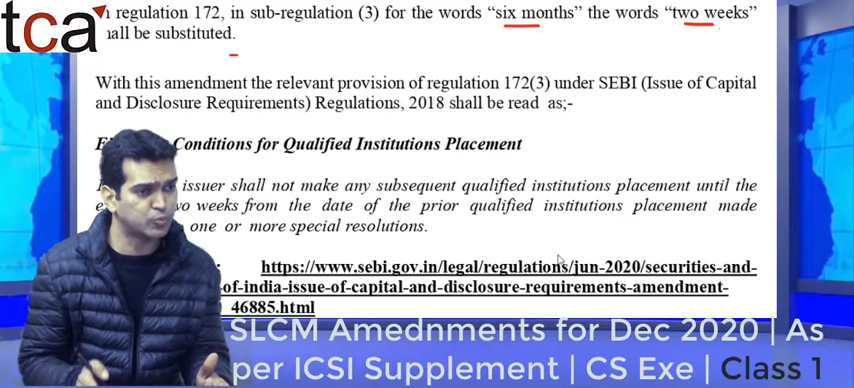 tca
regulation 172, in sub-regulation (3) for the words “six months” the words “two weeks”
hall be substituted.
With this amendment the relevant provision of regulation 172(3) under SEBI (Issue of Capital
and Disclosure Requirements) Regulations, 2018 shall be read as;-
Conditions for Qualified Institutions Placement
issuer shall not make any subsequent qualified institutions placement until the
wo weeks from the date of the prior qualified institutions placement made
one or more special resolutions.
: https://www.sebi.gov.in/legal/regulations/jun-2020/securities-and-
of-india-issue-of-capital-and-disclosure-requirements-amendment-
46885.html
SLCM Amednments for Dec 2020 | As
per ICSI Supplement | CS Exe | Class 1